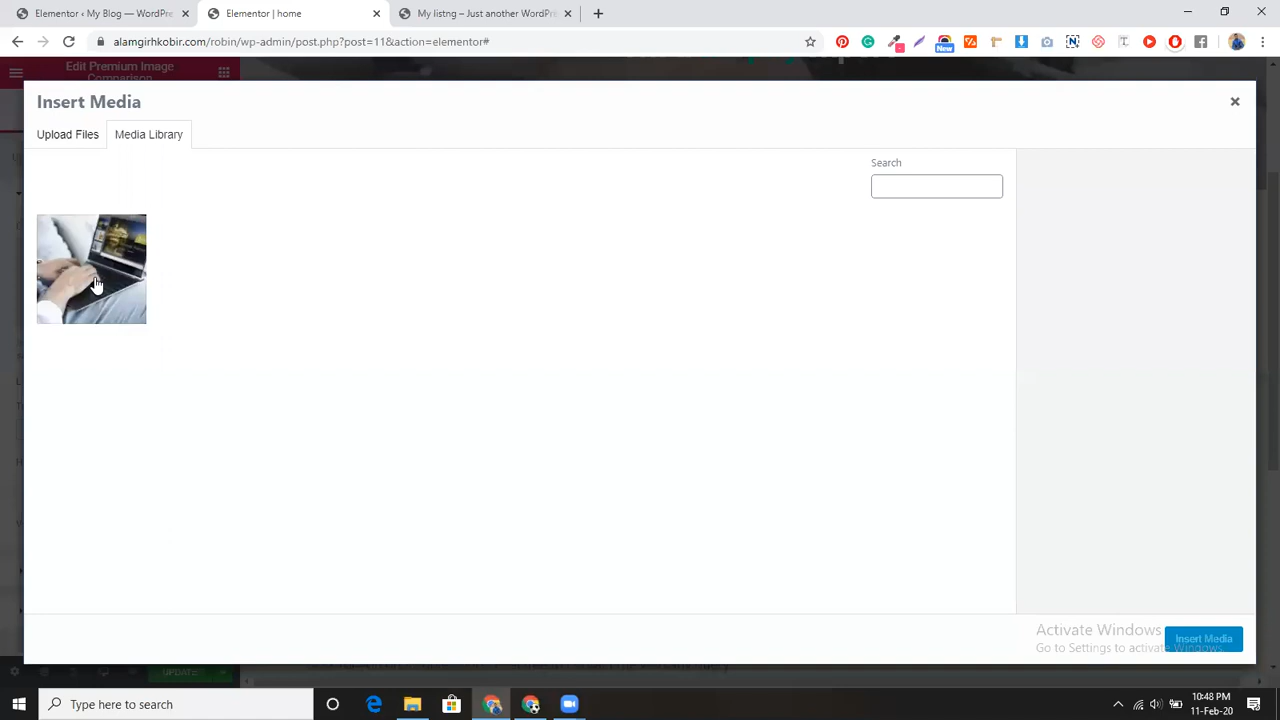 Elementor ‹ My Blog — WordPre
Elementor | home
My listng – Just another WordPre
alamgirhkobir.com/robin/wp-admin/post.php?post=11&action=elementor#
New
Edit Premium Image
Comparison
Insert Media
Upload Files
Media Library
Search
Activate Windows
Go to Settings to activate Windows.
Insert Media
UPDATE
Type here to search
10:48 PM
11-Feb-20